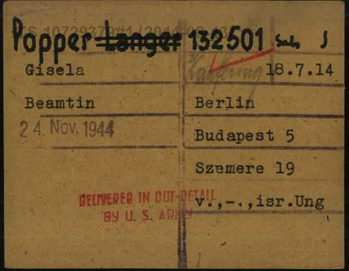 Popper Langer 132501 Sch. J
Gisela 18.7.14
Beamtin Berlin
24. Nov. 1944
Budapest 5
Szemere 19
DELIVERED IN OUT-DETAIL
BY U. S. ARMY
v.,-.,isr.Ung